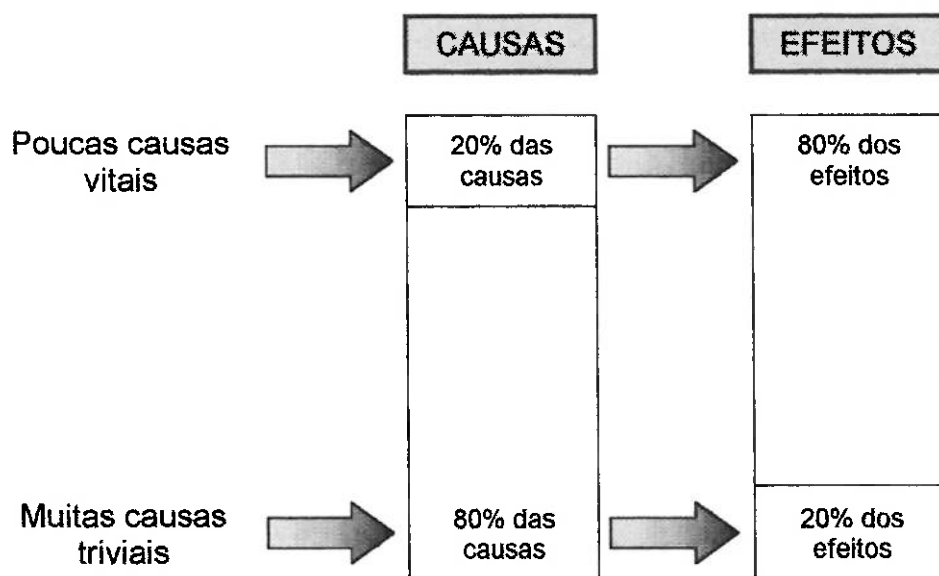 CAUSAS
EFEITOS
Poucas causas
vitais
20% das
causas
80% dos
efeitos
Muitas causas
triviais
80% das
causas
20% dos
efeitos